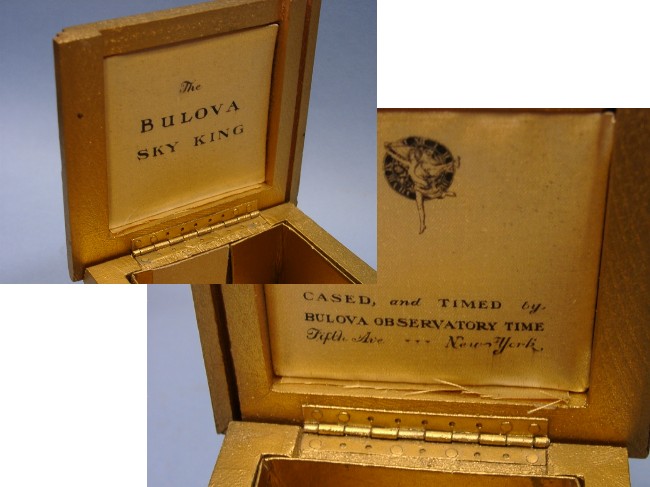 The
BULOVA
SKY KING
CASED, and TIMED by.
BULOVA OBSERVATORY TIME
Fifth Ave --- New York.